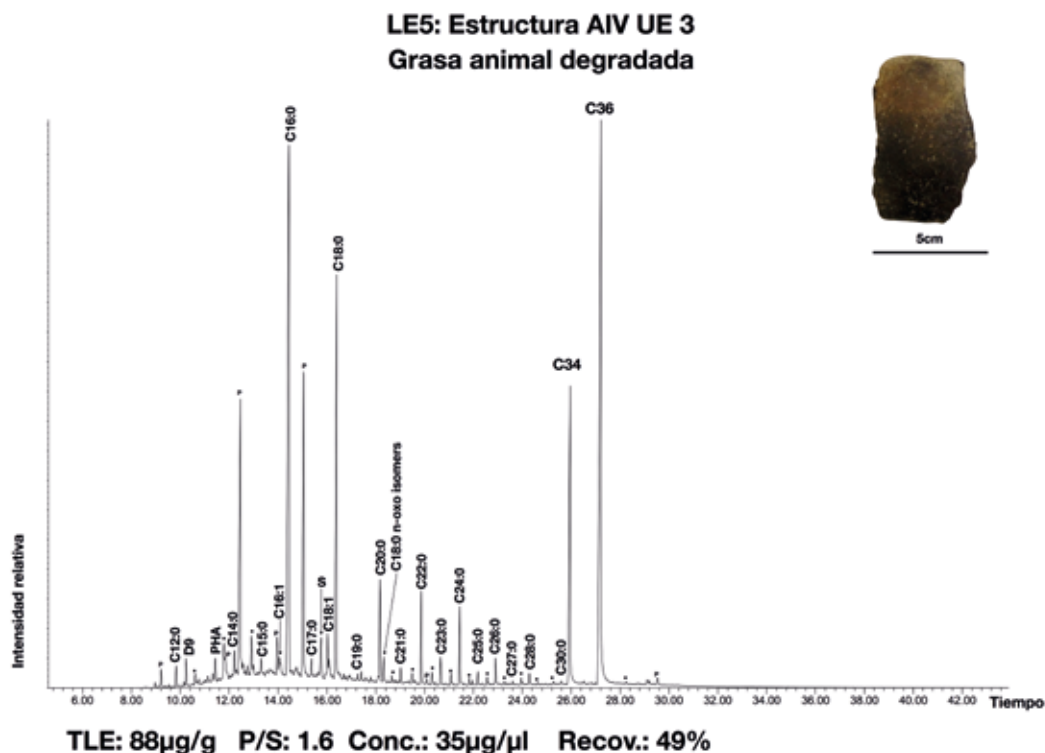 LE5: Estructura AIV UE 3
Grasa animal degradada
C36
C16:0
C18:0
P
P
C34
5cm
C18:0 n-oxo isomers
C20:0
C22:0
C24:0
S
C18:1
C16:1
C14:0
PHA
D9
C12:0
P
C15:0
C17:0
C19:0
C21:0
C23:0
C25:0
C26:0
C27:0
C28:0
C30:0
Intensidad relativa
6.00 8.00 10.00 12.00 14.00 16.00 18.00 20.00 22.00 24.00 26.00 28.00 30.00 32.00 34.00 36.00 38.00 40.00 42.00 Tiempo
TLE: 88µg/g P/S: 1.6 Conc.: 35µg/µl Recov.: 49%